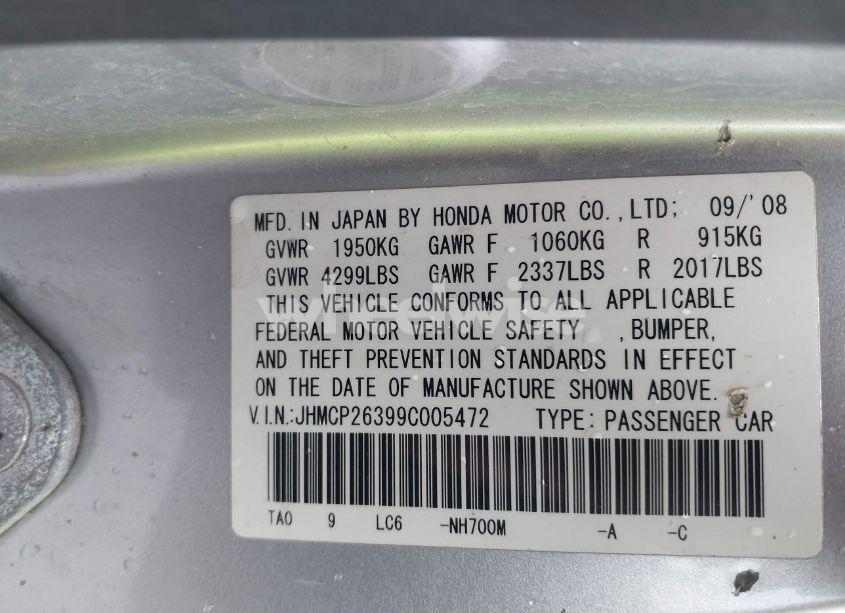 MFD. IN JAPAN BY HONDA MOTOR CO.,LTD; 09/'08
GVWR 1950KG GAWR F 1060KG R 915KG
GVWR 4299LBS GAWR F 2337LBS R 2017LBS
THIS VEHICLE CONFORMS TO ALL APPLICABLE
FEDERAL MOTOR VEHICLE SAFETY ,BUMPER,
AND THEFT PREVENTION STANDARDS IN EFFECT
ON THE DATE OF MANUFACTURE SHOWN ABOVE.
V.I.N.:JHMCP26399C005472 TYPE: PASSENGER CAR
TA0 9 LC6 -NH700M -A -C